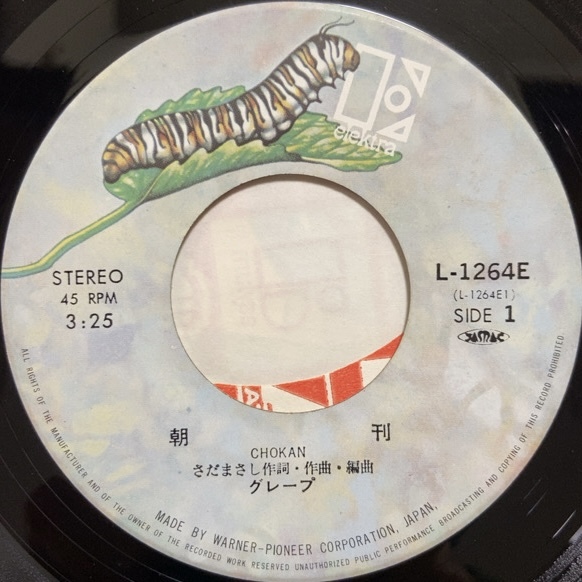 elektra
STEREO
45 RPM
3:25
L-1264E
(L-1264E1)
SIDE 1
JASRAC
朝 刊
CHOKAN
さだまさし作詞・作曲・編曲
グレープ
MADE BY WARNER-PIONEER CORPORATION, JAPAN.
ALL RIGHTS OF THE MANUFACTURER AND OF THE OWNER OF THE RECORDED WORK RESERVED UNAUTHORIZED PUBLIC PERFORMANCE BROADCASTING AND COPYING OF THIS RECORD PROHIBITED